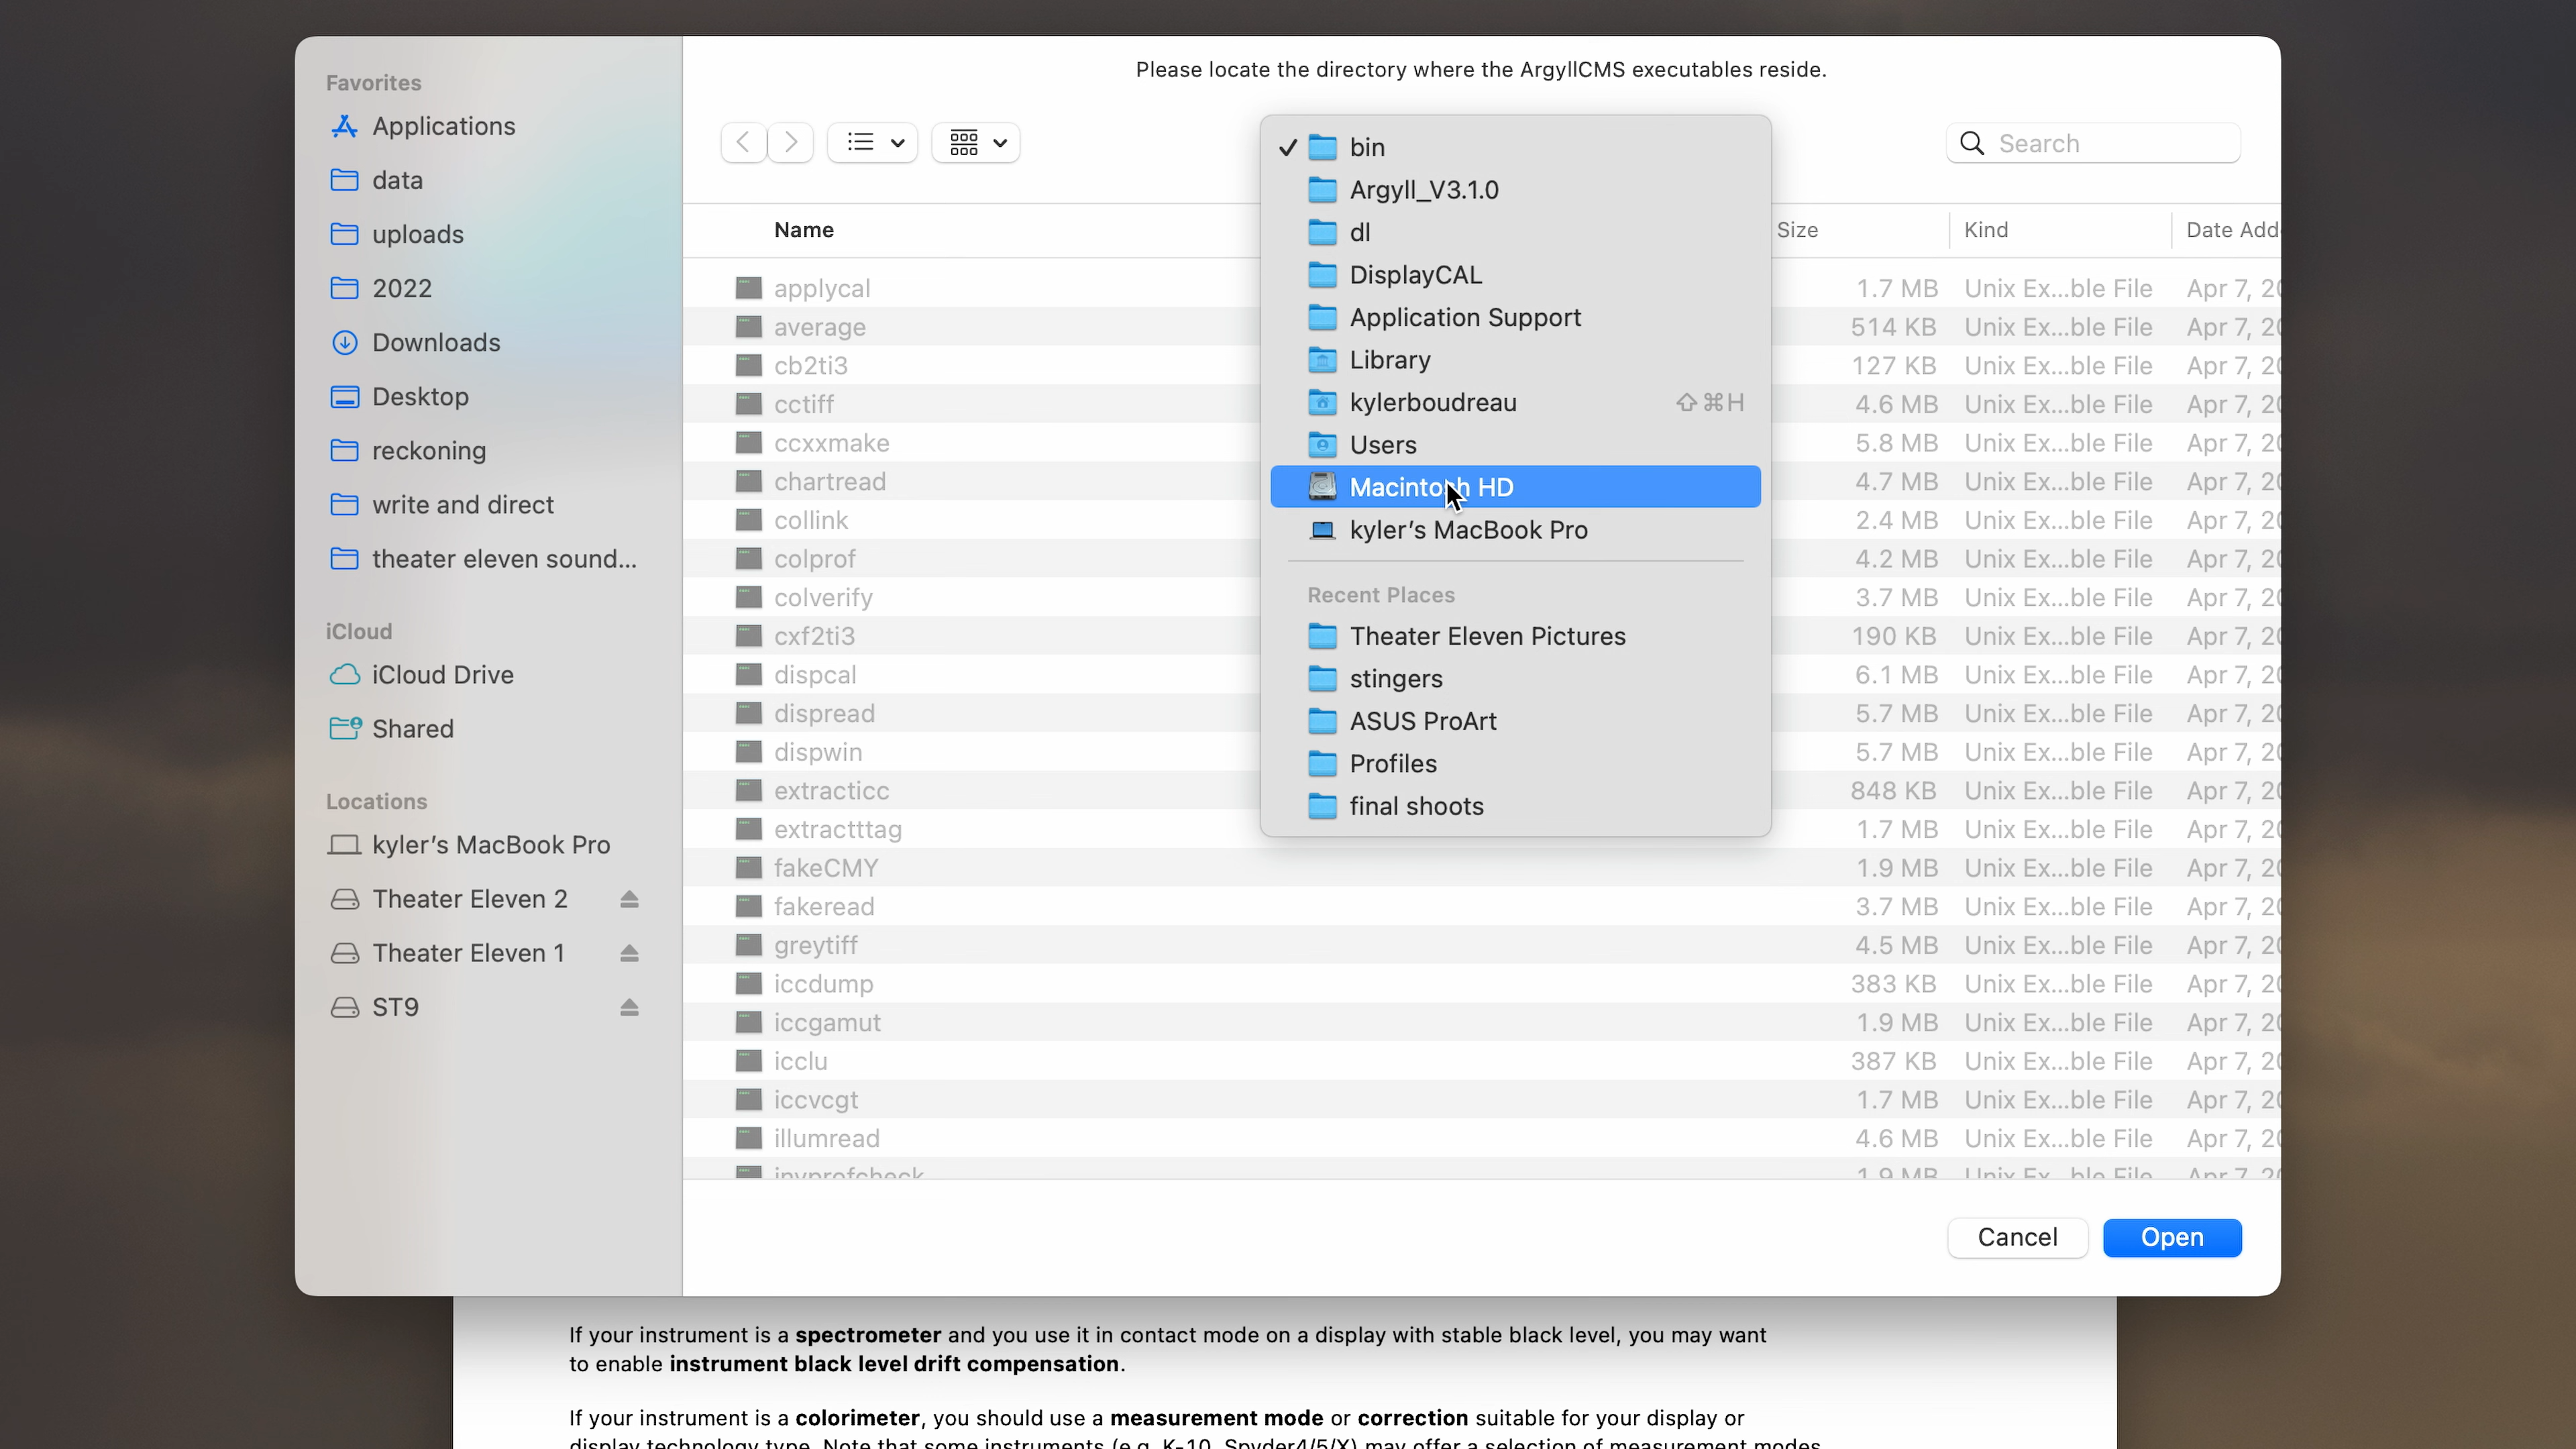 Please locate the directory where the ArgyllCMS executables reside.
Favorites
Applications
data
uploads
2022
Downloads
Desktop
reckoning
write and direct
theater eleven sound...
iCloud
iCloud Drive
Shared
Locations
kyler's MacBook Pro
Theater Eleven 2
Theater Eleven 1
ST9
Search
✓ bin
Argyll_V3.1.0
dl
DisplayCAL
Application Support
Library
kylerboudreau ⇧⌘H
Users
Macintosh HD
kyler's MacBook Pro
Recent Places
Theater Eleven Pictures
stingers
ASUS ProArt
Profiles
final shoots
Name Size Kind Date Add
applycal 1.7 MB Unix Ex...ble File Apr 7, 20
average 514 KB Unix Ex...ble File Apr 7, 20
cb2ti3 127 KB Unix Ex...ble File Apr 7, 20
cctiff 4.6 MB Unix Ex...ble File Apr 7, 20
ccxxmake 5.8 MB Unix Ex...ble File Apr 7, 20
chartread 4.7 MB Unix Ex...ble File Apr 7, 20
collink 2.4 MB Unix Ex...ble File Apr 7, 20
colprof 4.2 MB Unix Ex...ble File Apr 7, 20
colverify 3.7 MB Unix Ex...ble File Apr 7, 20
cxf2ti3 190 KB Unix Ex...ble File Apr 7, 20
dispcal 6.1 MB Unix Ex...ble File Apr 7, 20
dispread 5.7 MB Unix Ex...ble File Apr 7, 20
dispwin 5.7 MB Unix Ex...ble File Apr 7, 20
extracticc 848 KB Unix Ex...ble File Apr 7, 20
extractttag 1.7 MB Unix Ex...ble File Apr 7, 20
fakeCMY 1.9 MB Unix Ex...ble File Apr 7, 20
fakeread 3.7 MB Unix Ex...ble File Apr 7, 20
greytiff 4.5 MB Unix Ex...ble File Apr 7, 20
iccdump 383 KB Unix Ex...ble File Apr 7, 20
iccgamut 1.9 MB Unix Ex...ble File Apr 7, 20
icclu 387 KB Unix Ex...ble File Apr 7, 20
iccvcgt 1.7 MB Unix Ex...ble File Apr 7, 20
illumread 4.6 MB Unix Ex...ble File Apr 7, 20
invprofcheck 1.9 MB Unix Ex...ble File Apr 7, 20
Cancel Open
If your instrument is a spectrometer and you use it in contact mode on a display with stable black level, you may want
to enable instrument black level drift compensation.
If your instrument is a colorimeter, you should use a measurement mode or correction suitable for your display or
display technology type. Note that some instruments (e.g. K-10, Spyder4/5/X) may offer a selection of measurement modes